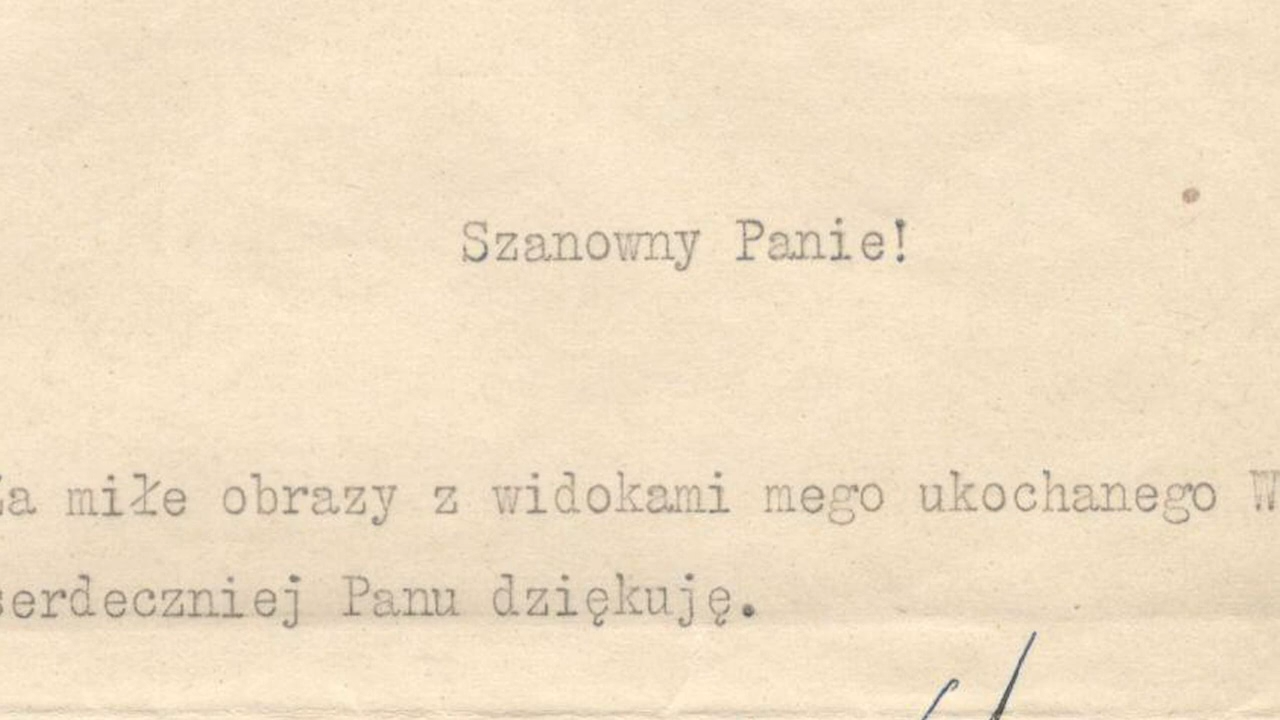 Szanowny Panie!
Za miłe obrazy z widokami mego ukochanego
serdeczniej Panu dziękuję.